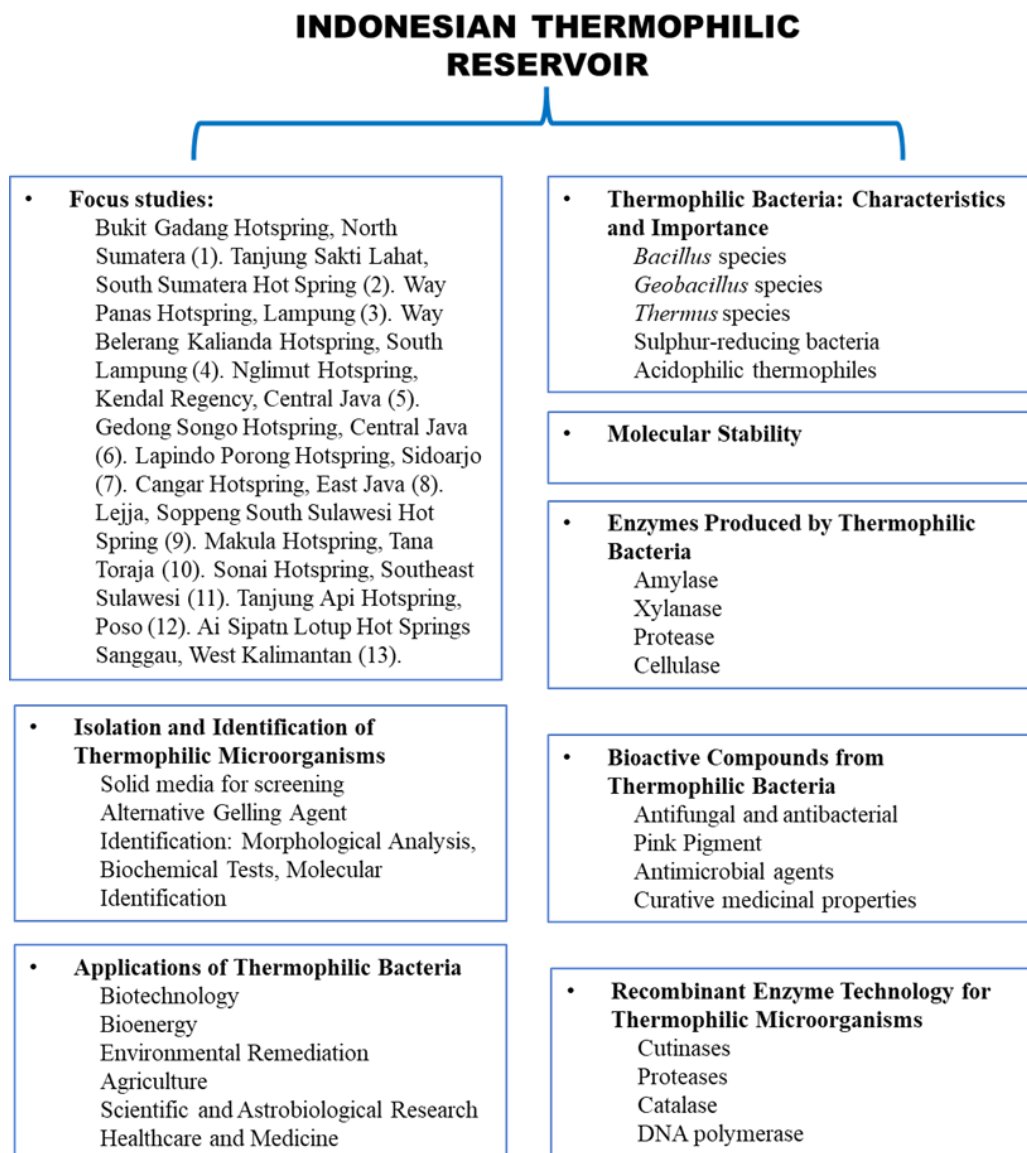 INDONESIAN THERMOPHILIC
RESERVOIR
• Focus studies:
Bukit Gadang Hotspring, North
Sumatera (1). Tanjung Sakti Lahat,
South Sumatera Hot Spring (2). Way
Panas Hotspring, Lampung (3). Way
Belerang Kalianda Hotspring, South
Lampung (4). Nglimut Hotspring,
Kendal Regency, Central Java (5).
Gedong Songo Hotspring, Central Java
(6). Lapindo Porong Hotspring, Sidoarjo
(7). Cangar Hotspring, East Java (8).
Lejja, Soppeng South Sulawesi Hot
Spring (9). Makula Hotspring, Tana
Toraja (10). Sonai Hotspring, Southeast
Sulawesi (11). Tanjung Api Hotspring,
Poso (12). Ai Sipatn Lotup Hot Springs
Sanggau, West Kalimantan (13).
• Isolation and Identification of
Thermophilic Microorganisms
Solid media for screening
Alternative Gelling Agent
Identification: Morphological Analysis,
Biochemical Tests, Molecular
Identification
• Applications of Thermophilic Bacteria
Biotechnology
Bioenergy
Environmental Remediation
Agriculture
Scientific and Astrobiological Research
Healthcare and Medicine
• Thermophilic Bacteria: Characteristics
and Importance
Bacillus species
Geobacillus species
Thermus species
Sulphur-reducing bacteria
Acidophilic thermophiles
• Molecular Stability
• Enzymes Produced by Thermophilic
Bacteria
Amylase
Xylanase
Protease
Cellulase
• Bioactive Compounds from
Thermophilic Bacteria
Antifungal and antibacterial
Pink Pigment
Antimicrobial agents
Curative medicinal properties
• Recombinant Enzyme Technology for
Thermophilic Microorganisms
Cutinases
Proteases
Catalase
DNA polymerase